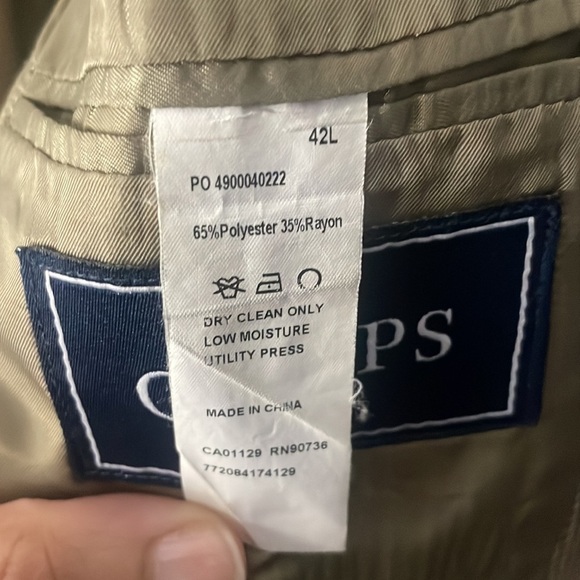 42L
PO 4900040222
65%Polyester 35%Rayon
DRY CLEAN ONLY
LOW MOISTURE
UTILITY PRESS
MADE IN CHINA
CA01129 RN90736
772084174129